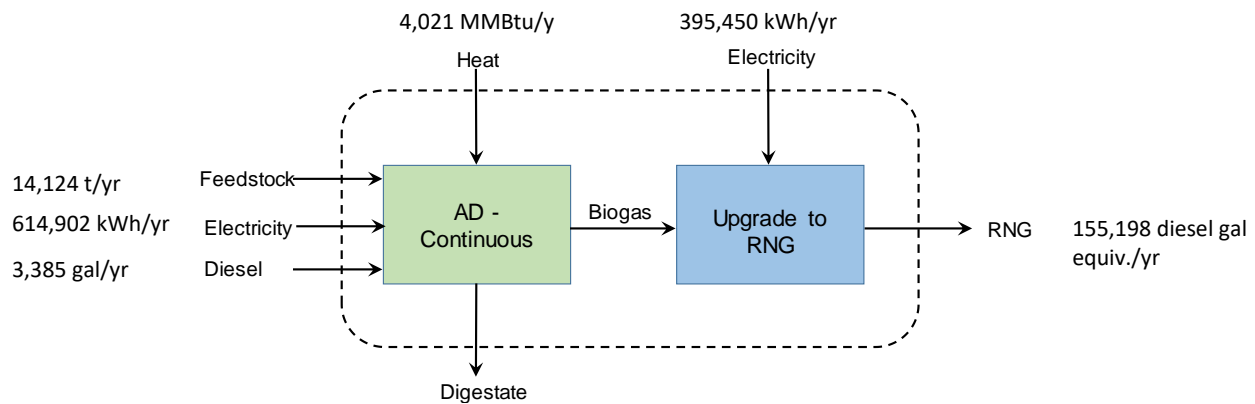 4,021 MMBtu/y
395,450 kWh/yr
Heat
Electricity
14,124 t/yr
Feedstock
614,902 kWh/yr
Electricity
3,385 gal/yr
Diesel
AD -
Continuous
Biogas
Upgrade to
RNG
RNG
155,198 diesel gal
equiv./yr
Digestate